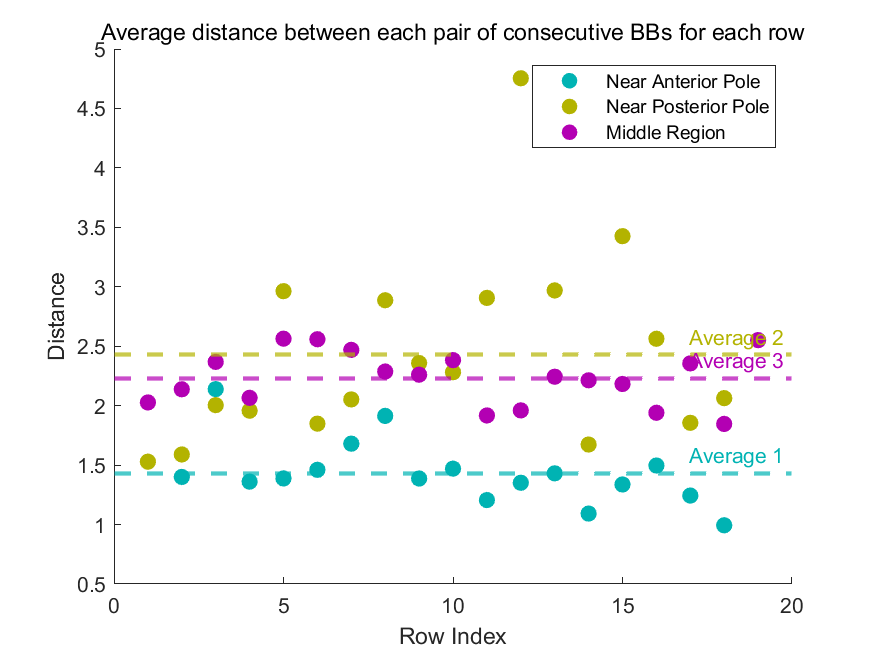 Average distance between each pair of consecutive BBs for each row
5
4.5
4
3.5
3
2.5
2
1.5
1
0.5
Distance
Near Anterior Pole
Near Posterior Pole
Middle Region
Average 2
Average 3
Average 1
0 5 10 15 20
Row Index